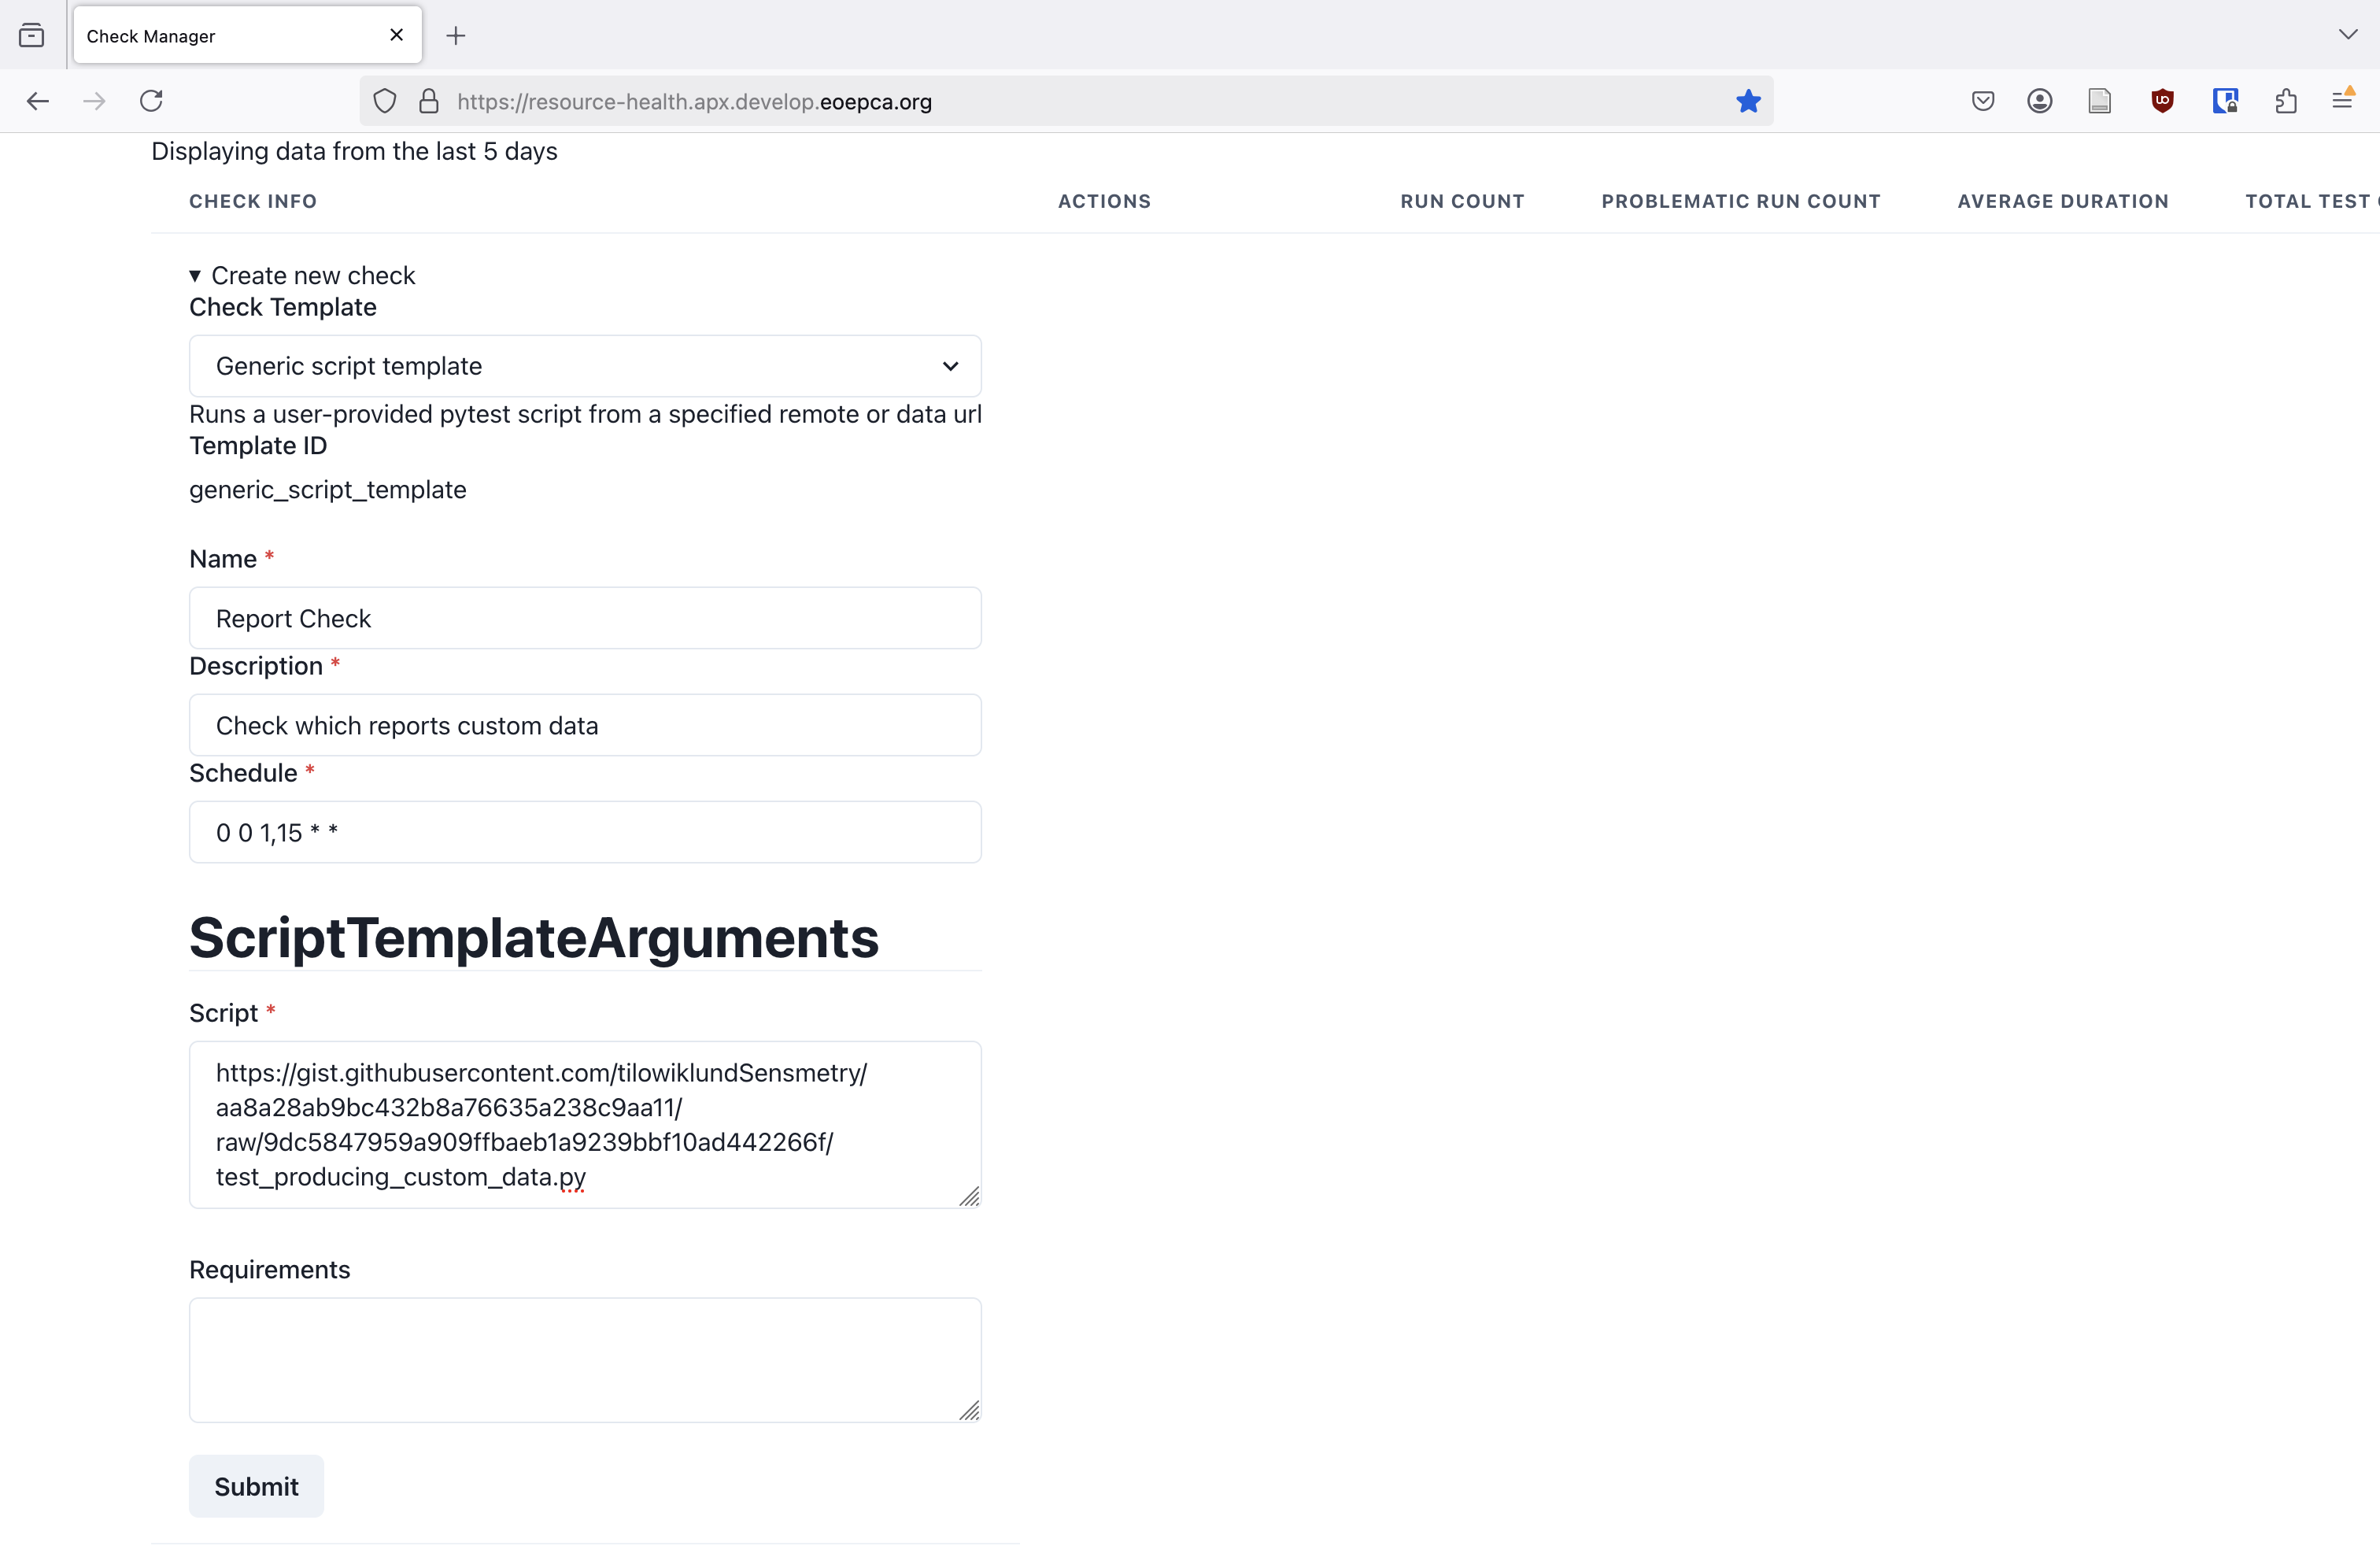 Check Manager
https://resource-health.apx.develop.eoepca.org
Displaying data from the last 5 days
CHECK INFO ACTIONS RUN COUNT PROBLEMATIC RUN COUNT AVERAGE DURATION TOTAL TEST
Create new check
Check Template
Generic script template
Runs a user-provided pytest script from a specified remote or data url
Template ID
generic_script_template
Name *
Report Check
Description *
Check which reports custom data
Schedule *
0 0 1,15 * *
ScriptTemplateArguments
Script *
https://gist.githubusercontent.com/tilowiklundSensmetry/
aa8a28ab9bc432b8a76635a238c9aa11/
raw/9dc5847959a909ffbaeb1a9239bbf10ad442266f/
test_producing_custom_data.py
Requirements
Submit